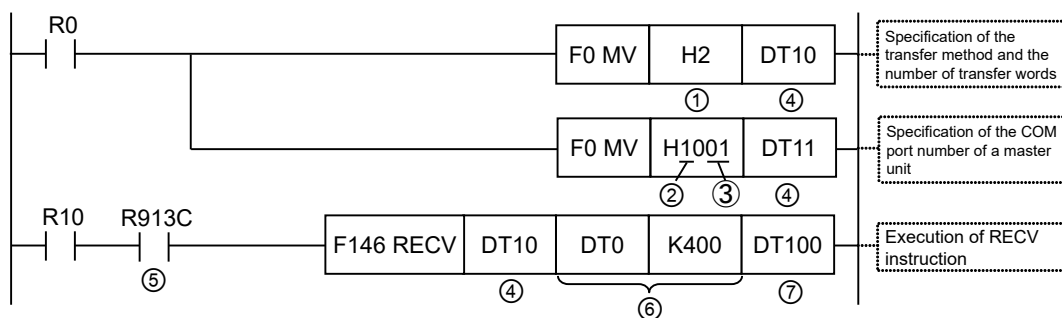 R0
F0 MV H2 DT10
① ④
Specification of the
transfer method and the
number of transfer words
F0 MV H1001 DT11
② ③ ④
Specification of the COM
port number of a master
unit
R10 R913C
⑤
F146 RECV DT10 DT0 K400 DT100
④ ⑥ ⑦
Execution of RECV
instruction